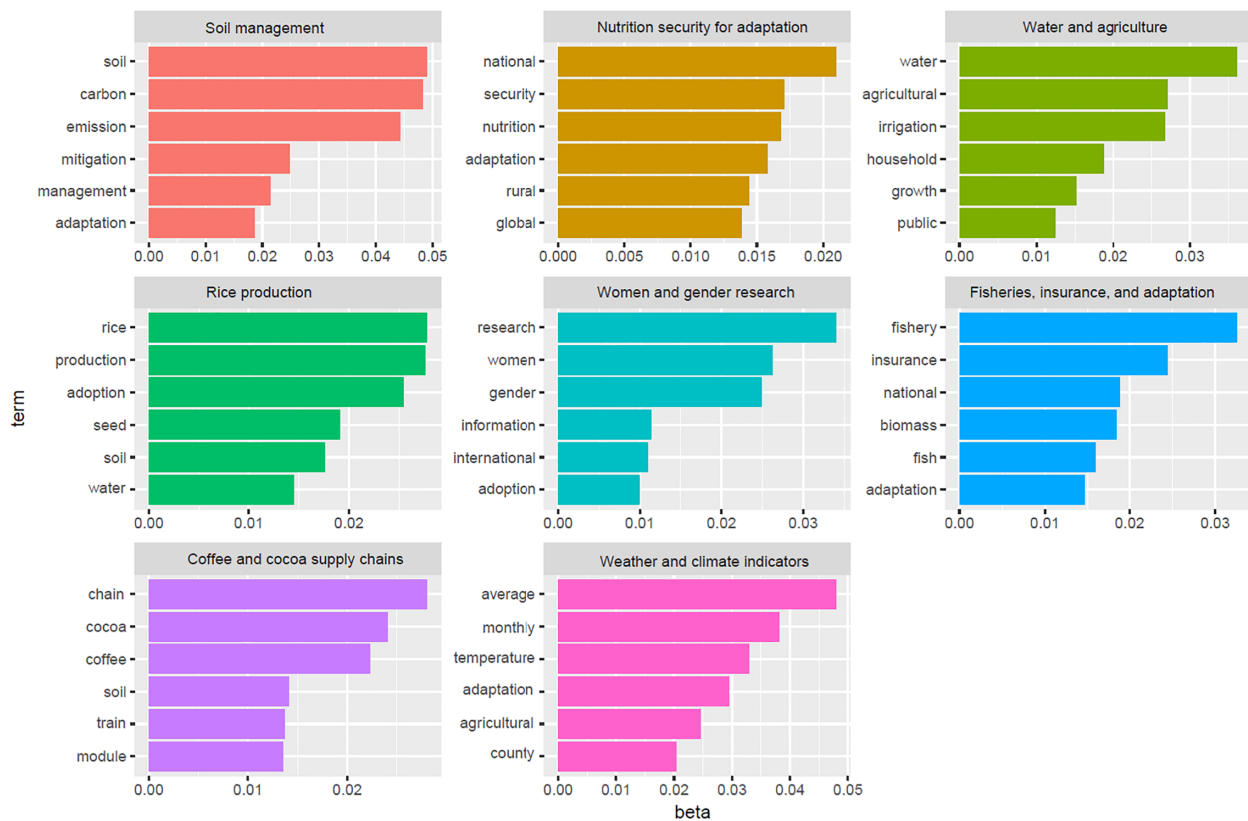 Soil management
soil
carbon
emission
mitigation
management
adaptation
0.00 0.01 0.02 0.03 0.04 0.05
Nutrition security for adaptation
national
security
nutrition
adaptation
rural
global
0.000 0.005 0.010 0.015 0.020
Water and agriculture
water
agricultural
irrigation
household
growth
public
0.00 0.01 0.02 0.03
Rice production
rice
production
adoption
seed
soil
water
0.00 0.01 0.02
Women and gender research
research
women
gender
information
international
adoption
0.00 0.01 0.02 0.03
Fisheries, insurance, and adaptation
fishery
insurance
national
biomass
fish
adaptation
0.00 0.01 0.02 0.03
Coffee and cocoa supply chains
chain
cocoa
coffee
soil
train
module
0.00 0.01 0.02
Weather and climate indicators
average
monthly
temperature
adaptation
agricultural
county
0.00 0.01 0.02 0.03 0.04 0.05
term
beta